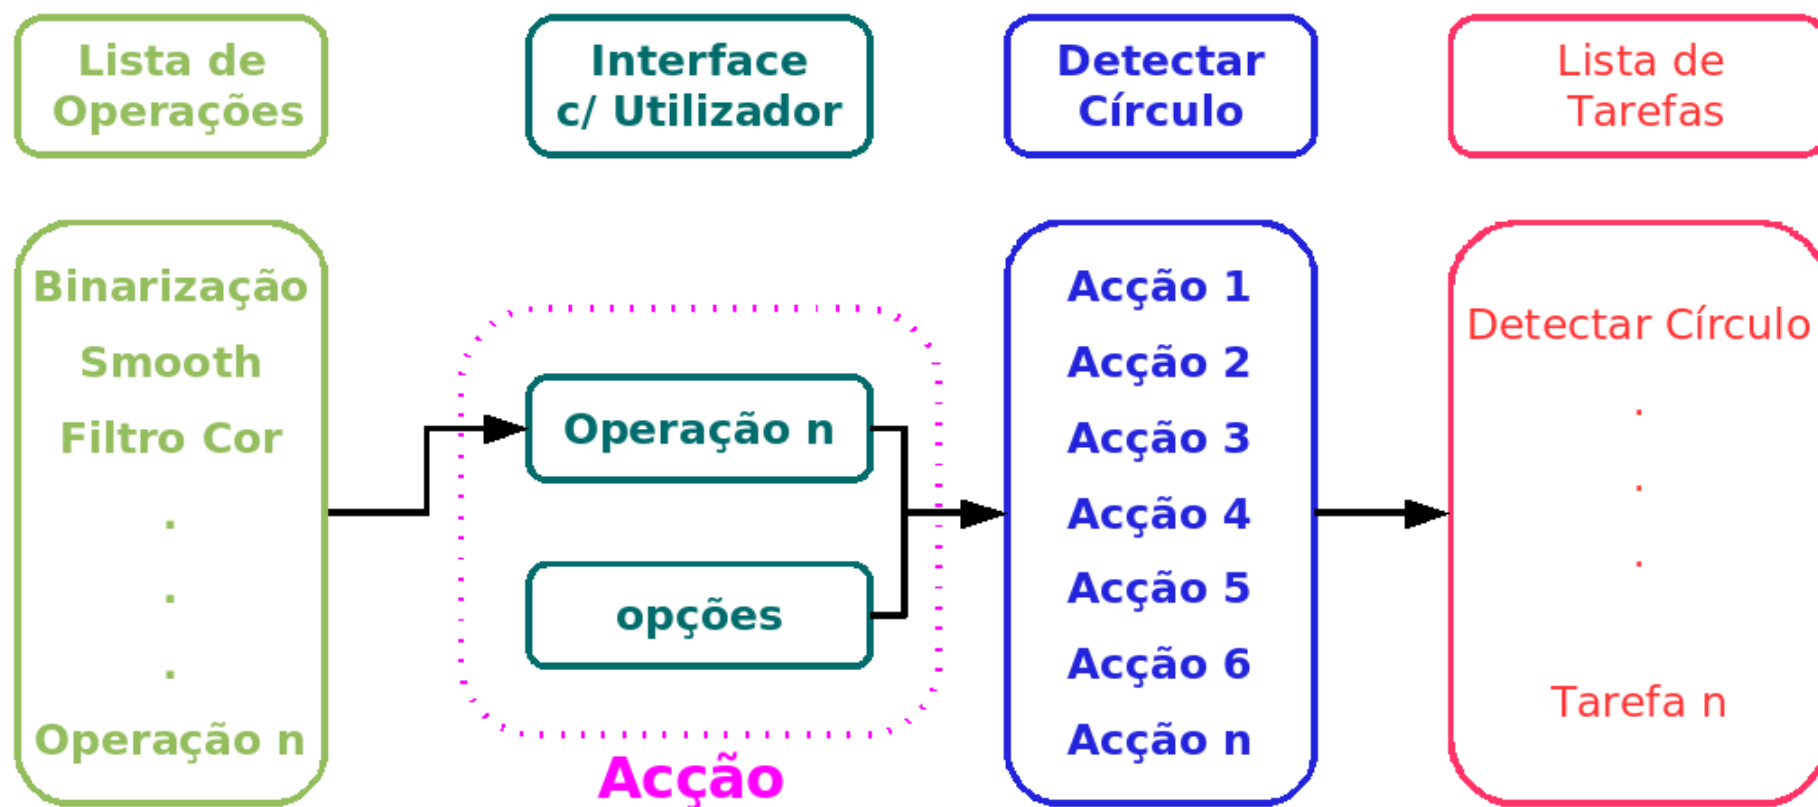 Lista de
Operações
Interface
c/ Utilizador
Detectar
Círculo
Lista de
Tarefas
Binarização
Smooth
Filtro Cor
.
.
.
Operação n
Operação n
opções
Acção
Acção 1
Acção 2
Acção 3
Acção 4
Acção 5
Acção 6
Acção n
Detectar Círculo
.
.
.
Tarefa n